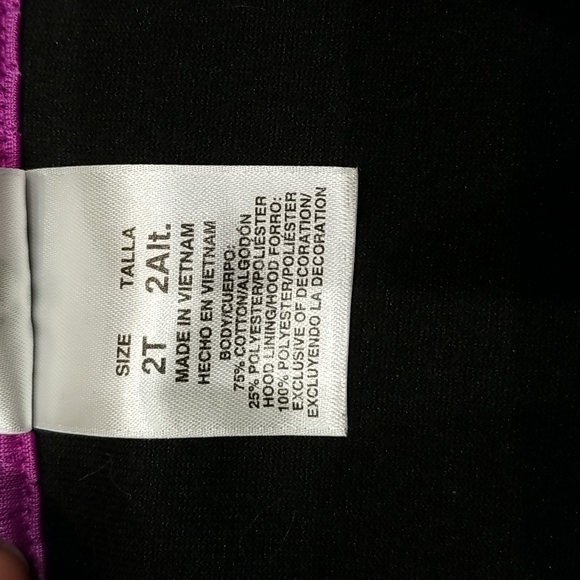 SIZE TALLA
2T 2Alt.
MADE IN VIETNAM
HECHO EN VIETNAM
BODY/CUERPO:
75% COTTON/ALGODÓN
25% POLYESTER/POLIÉSTER
HOOD LINING/HOOD FORRO:
100% POLYESTER/POLIÉSTER
EXCLUSIVE OF DECORATION/
EXCLUYENDO LA DECORATION